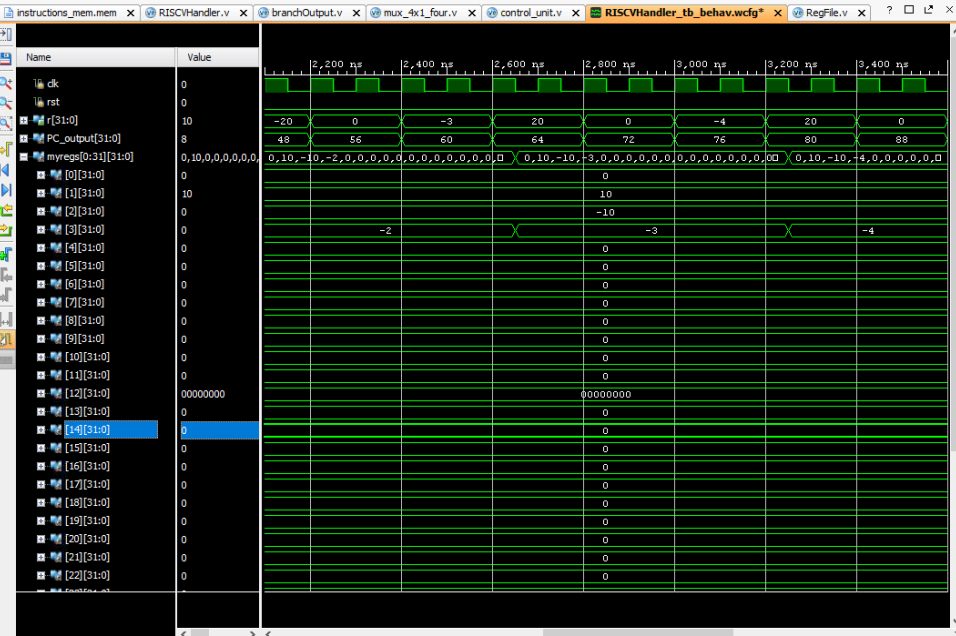 instructions_mem.mem RISCVHandler.v branchOutput.v mux_4x1_four.v control_unit.v RISCVHandler_tb_behav.wcfg* RegFile.v ?
Name Value
2,200 ns 2,400 ns 2,600 ns 2,800 ns 3,000 ns 3,200 ns 3,400 ns
clk 0
rst 0
r[31:0] 10 -20 0 -3 20 0 -4 20 0
PC_output[31:0] 8 48 56 60 64 72 76 80 88
myregs[0:31][31:0] 0,10,0,0,0,0,0,0, 0,10,-10,-2,0,0,0,0,0,0,0,0,0,0,0,0,0 0,10,-10,-3,0,0,0,0,0,0,0,0,0,0,0,0,0,0 0,10,-10,-4,0,0,0,0,0,0
[0][31:0] 0 0
[1][31:0] 10 10
[2][31:0] 0 -10
[3][31:0] 0 -2 -3 -4
[4][31:0] 0 0
[5][31:0] 0 0
[6][31:0] 0 0
[7][31:0] 0 0
[8][31:0] 0 0
[9][31:0] 0 0
[10][31:0] 0 0
[11][31:0] 0 0
[12][31:0] 00000000 00000000
[13][31:0] 0 0
[14][31:0] 0 0
[15][31:0] 0 0
[16][31:0] 0 0
[17][31:0] 0 0
[18][31:0] 0 0
[19][31:0] 0 0
[20][31:0] 0 0
[21][31:0] 0 0
[22][31:0] 0 0